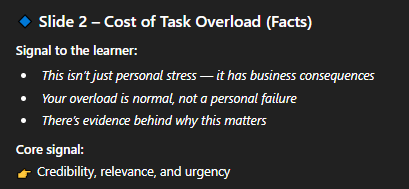 🔷 Slide 2 – Cost of Task Overload (Facts)
Signal to the learner:
• This isn't just personal stress — it has business consequences
• Your overload is normal, not a personal failure
• There's evidence behind why this matters
Core signal:
👉 Credibility, relevance, and urgency